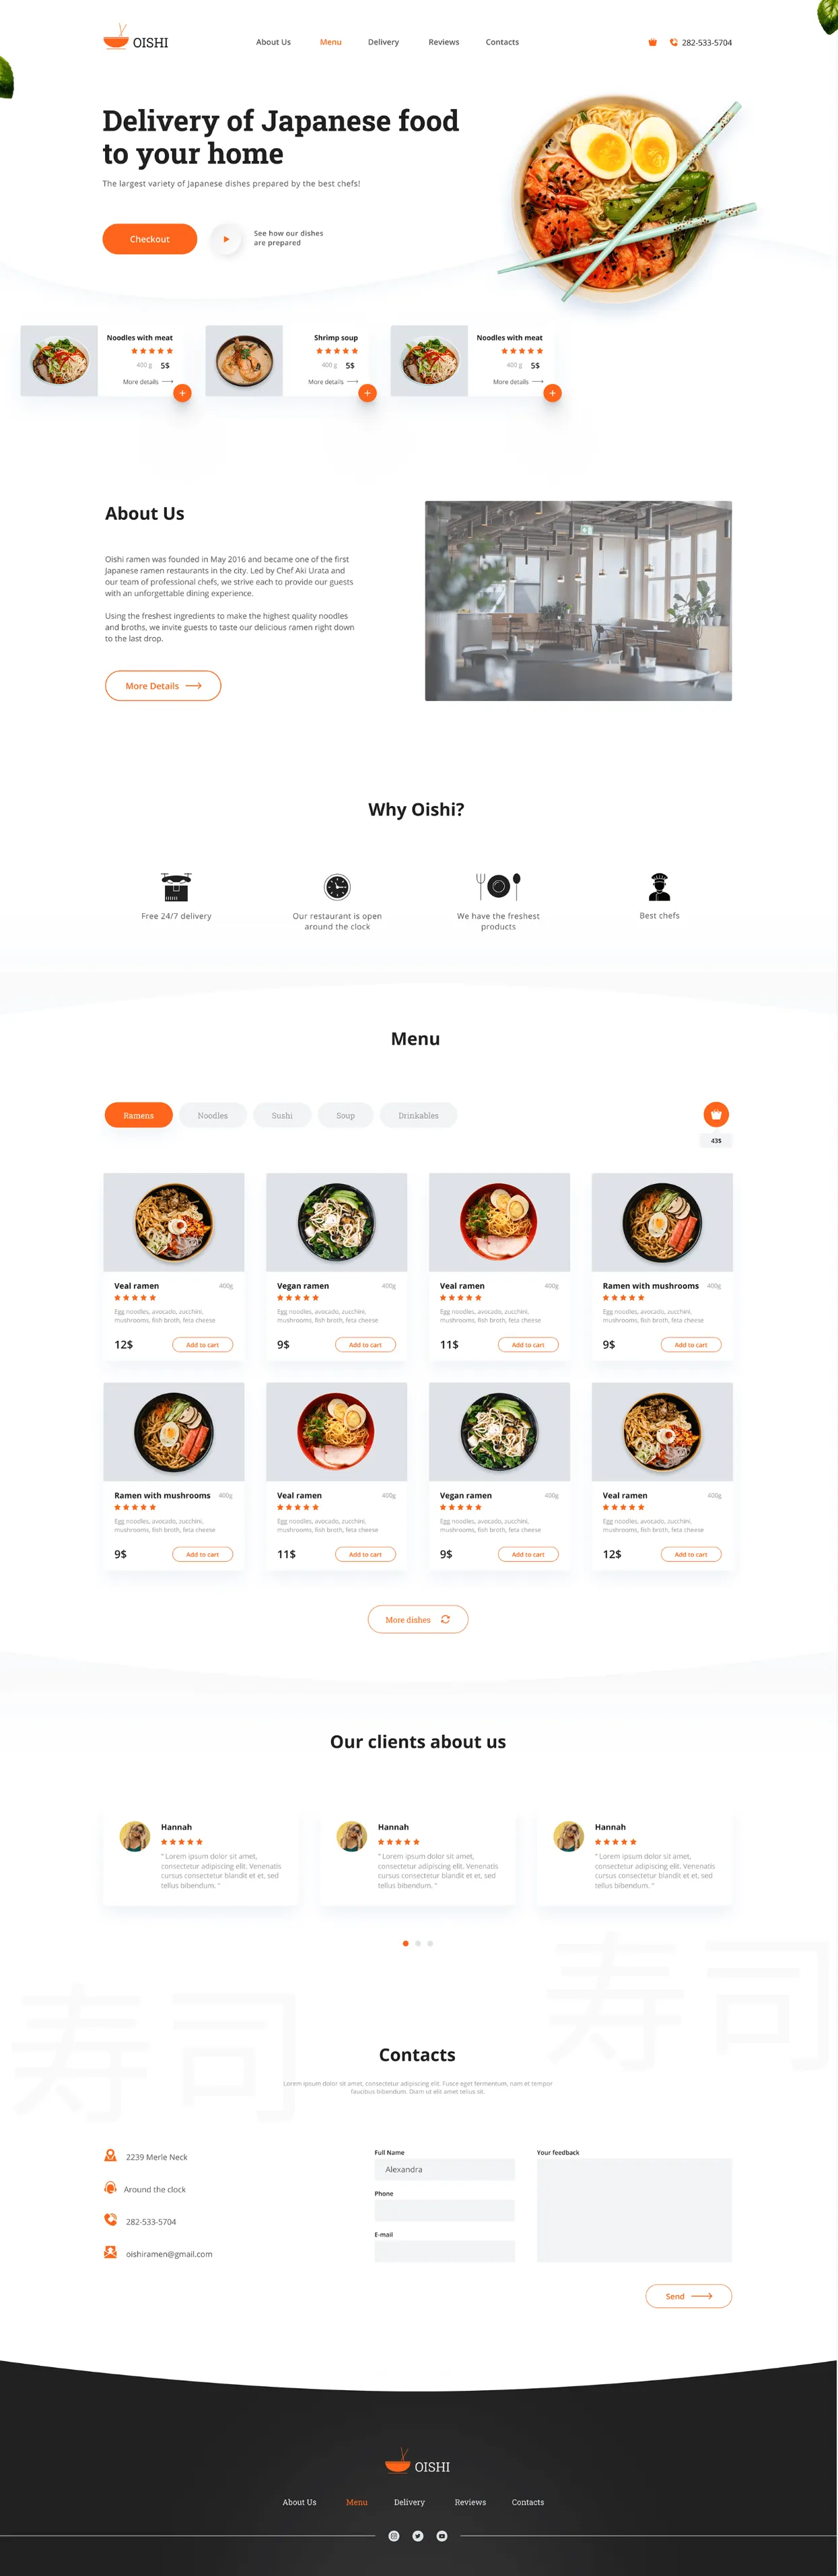 OISHI
About Us
Menu
Delivery
Reviews
Contacts
282-533-5704
Delivery of Japanese food
to your home
The largest variety of Japanese dishes prepared by the best chefs!
Checkout
See how our dishes
are prepared
Noodles with meat
400 g 5$
More details
+
Shrimp soup
400 g 5$
More details
+
Noodles with meat
400 g 5$
More details
+
About Us
Oishi ramen was founded in May 2016 and became one of the first
Japanese ramen restaurants in the city. Led by Chef Aki Urata and
our team of professional chefs, we strive each to provide our guests
with an unforgettable dining experience.
Using the freshest ingredients to make the highest quality noodles
and broths, we invite guests to taste our delicious ramen right down
to the last drop.
More Details
Why Oishi?
Free 24/7 delivery
Our restaurant is open
around the clock
We have the freshest
products
Best chefs
Menu
Ramens
Noodles
Sushi
Soup
Drinkables
43$
Veal ramen 400g
Egg noodles, avocado, zucchini,
mushrooms, fish broth, feta cheese
12$ Add to cart
Vegan ramen 400g
Egg noodles, avocado, zucchini,
mushrooms, fish broth, feta cheese
9$ Add to cart
Veal ramen 400g
Egg noodles, avocado, zucchini,
mushrooms, fish broth, feta cheese
11$ Add to cart
Ramen with mushrooms 400g
Egg noodles, avocado, zucchini,
mushrooms, fish broth, feta cheese
9$ Add to cart
Ramen with mushrooms 400g
Egg noodles, avocado, zucchini,
mushrooms, fish broth, feta cheese
9$ Add to cart
Veal ramen 400g
Egg noodles, avocado, zucchini,
mushrooms, fish broth, feta cheese
11$ Add to cart
Vegan ramen 400g
Egg noodles, avocado, zucchini,
mushrooms, fish broth, feta cheese
9$ Add to cart
Veal ramen 400g
Egg noodles, avocado, zucchini,
mushrooms, fish broth, feta cheese
12$ Add to cart
More dishes
Our clients about us
Hannah
" Lorem ipsum dolor sit amet,
consectetur adipiscing elit. Venenatis
cursus consectetur blandit et et, sed
tellus bibendum. "
Hannah
" Lorem ipsum dolor sit amet,
consectetur adipiscing elit. Venenatis
cursus consectetur blandit et et, sed
tellus bibendum. "
Hannah
" Lorem ipsum dolor sit amet,
consectetur adipiscing elit. Venenatis
cursus consectetur blandit et et, sed
tellus bibendum. "
寿司
寿司
Contacts
Lorem ipsum dolor sit amet, consectetur adipiscing elit. Fusce eget fermentum, nam et tempor
faucibus bibendum. Diam ut elit amet tellus sit.
2239 Merle Neck
Around the clock
282-533-5704
oishiramen@gmail.com
Full Name
Alexandra
Phone
E-mail
Your feedback
Send
OISHI
About Us
Menu
Delivery
Reviews
Contacts